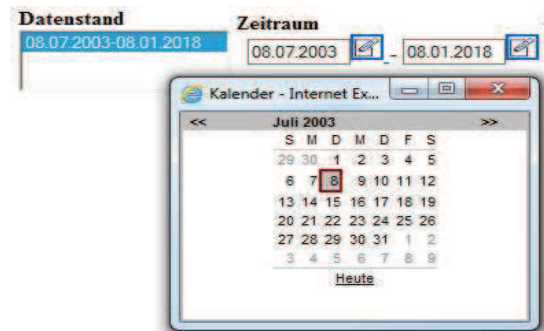 Datenstand
Zeitraum
08.07.2003-08.01.2018
08.07.2003 - 08.01.2018
Kalender - Internet Ex...
<< Juli 2003 >>
S M D M D F S
29 30 1 2 3 4 5
6 7 8 9 10 11 12
13 14 15 16 17 18 19
20 21 22 23 24 25 26
27 28 29 30 31 1 2
3 4 5 6 7 8 9
Heute